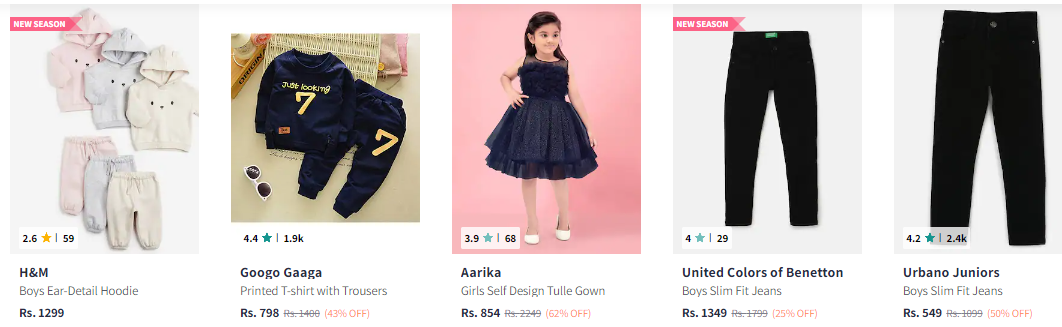 NEW SEASON
2.6 ★ | 59
H&M
Boys Ear-Detail Hoodie
Rs. 1299
Just looking
7
7
4.4 ★ | 1.9k
Googo Gaaga
Printed T-shirt with Trousers
Rs. 798 Rs. 1400 (43% OFF)
3.9 ★ | 68
Aarika
Girls Self Design Tulle Gown
Rs. 854 Rs. 2249 (62% OFF)
NEW SEASON
4 ★ | 29
United Colors of Benetton
Boys Slim Fit Jeans
Rs. 1349 Rs. 1799 (25% OFF)
4.2 ★ | 2.4k
Urbano Juniors
Boys Slim Fit Jeans
Rs. 549 Rs. 1099 (50% OFF)